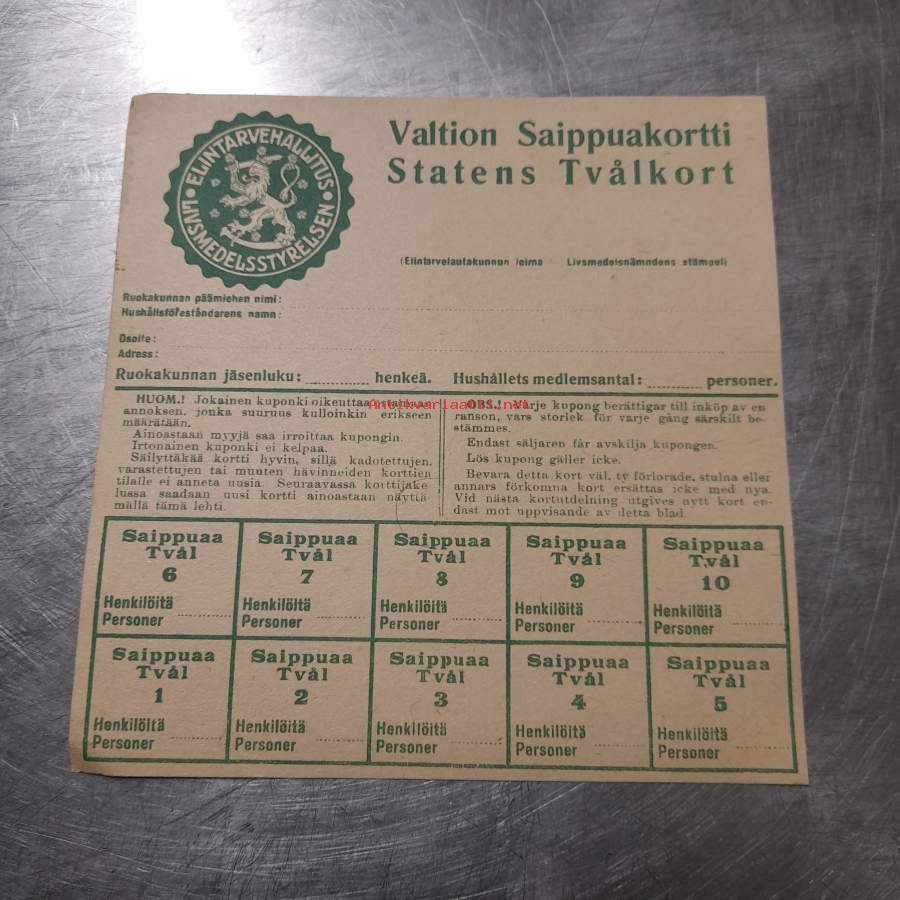 Valtion Saippuakortti
Statens Tvålkort
ELINTARVEHALLITUS
LIVSMEDELSSTYRELSEN
(Elintarvelautakunnun leima Livsmedelsnämndens stämpel)
Ruokakunnan päämiehen nimi:
Hushållsföreståndarens namn:
Osoite:
Adress:
Ruokakunnan jäsenluku: henkeä. Hushållets medlemsantal: personer.
HUOM.! Jokainen kuponki oikeuttaa ostamaan
annoksen, jonka suuruus kulloinkin erikseen
määrätään.
Ainoastaan myyjä saa irroittaa kupongin.
Irtonainen kuponki ei kelpaa.
Säilyttäkää kortti hyvin, sillä kadotettujen,
varastettujen tai muuten hävinneiden korttien
tilalle ei anneta uusia. Seuraavassa korttijake
lussa saadaan uusi kortti ainoastaan näyttä
mällä tämä lehti.
OBS.! Varje kupong berättigar till inköp av en
ranson, vars storlek för varje gång särskilt be-
stämmes.
Endast säljaren får avskilja kupongen.
Lös kupong gäller icke.
Bevara detta kort väl, ty förlorade, stulna eller
annars förkomna kort ersättas icke med nya.
Vid nästa kortutdelning utgives nytt kort en-
dast mot uppvisande av detta blad.
Antikvariaatti.net
Saippuaa
Tvål
6
Henkilöitä
Personer
Saippuaa
Tvål
7
Henkilöitä
Personer
Saippuaa
Tvål
8
Henkilöitä
Personer
Saippuaa
Tvål
9
Henkilöitä
Personer
Saippuaa
Tvål
10
Henkilöitä
Personer
Saippuaa
Tvål
1
Henkilöitä
Personer
Saippuaa
Tvål
2
Henkilöitä
Personer
Saippuaa
Tvål
3
Henkilöitä
Personer
Saippuaa
Tvål
4
Henkilöitä
Personer
Saippuaa
Tvål
5
Henkilöitä
Personer